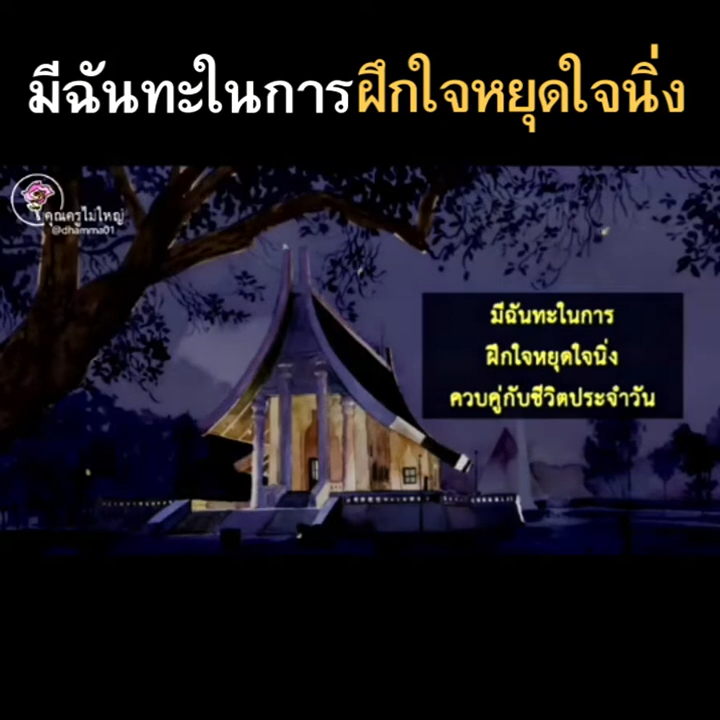 มีฉันทะในการฝึกใจหยุดใจนิ่ง
คุณครูไม่ใหญ่
@dhamma01
มีฉันทะในการ
ฝึกใจหยุดใจนิ่ง
ควบคู่กับชีวิตประจำวัน